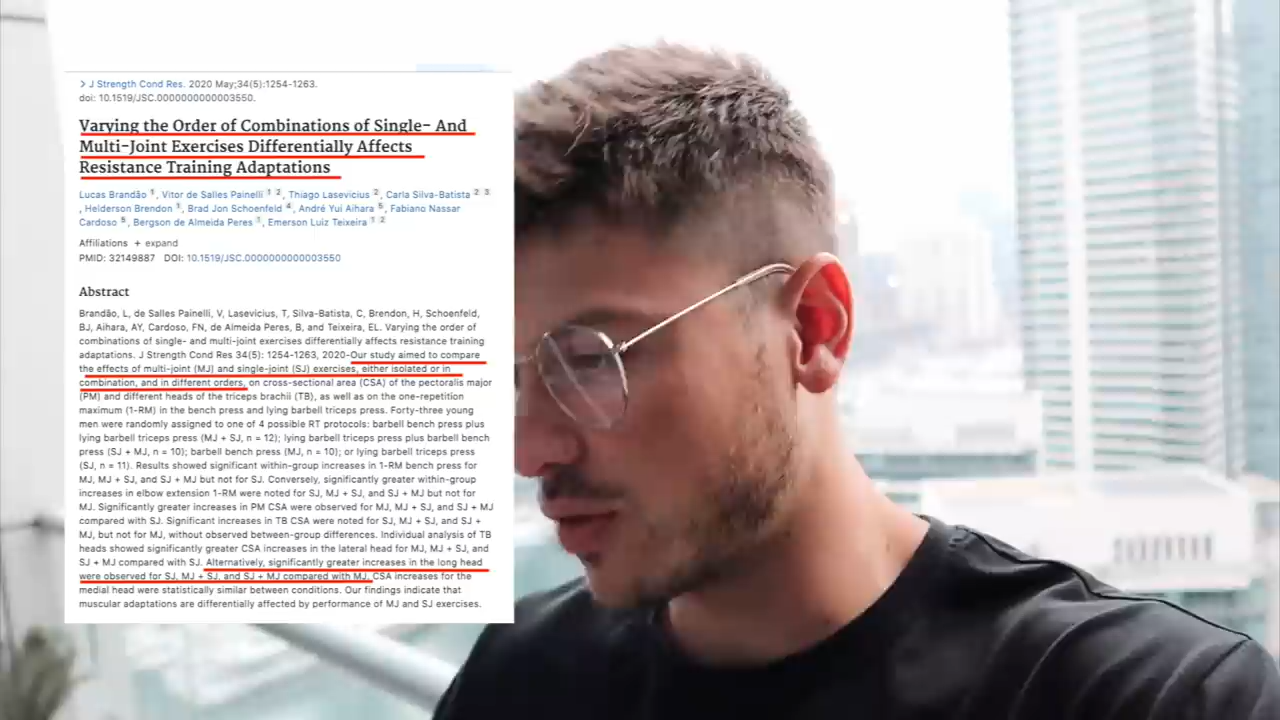 > J Strength Cond Res. 2020 May;34(5):1254-1263.
doi: 10.1519/JSC.0000000000003550.
Varying the Order of Combinations of Single- And
Multi-Joint Exercises Differentially Affects
Resistance Training Adaptations
Lucas Brandão 1, Vitor de Salles Painelli 1 2, Thiago Lasevicius 2, Carla Silva-Batista 2 3
, Helderson Brendon 1, Brad Jon Schoenfeld 4, André Yui Aihara 5, Fabiano Nassar
Cardoso 5, Bergson de Almeida Peres 1, Emerson Luiz Teixeira 1 2
Affiliations + expand
PMID: 32149887 DOI: 10.1519/JSC.0000000000003550
Abstract
Brandão, L, de Salles Painelli, V, Lasevicius, T, Silva-Batista, C, Brendon, H, Schoenfeld,
BJ, Aihara, AY, Cardoso, FN, de Almeida Peres, B, and Teixeira, EL. Varying the order of
combinations of single- and multi-joint exercises differentially affects resistance training
adaptations. J Strength Cond Res 34(5): 1254-1263, 2020-Our study aimed to compare
the effects of multi-joint (MJ) and single-joint (SJ) exercises, either isolated or in
combination, and in different orders, on cross-sectional area (CSA) of the pectoralis major
(PM) and different heads of the triceps brachii (TB), as well as on the one-repetition
maximum (1-RM) in the bench press and lying barbell triceps press. Forty-three young
men were randomly assigned to one of 4 possible RT protocols: barbell bench press plus
lying barbell triceps press (MJ + SJ, n = 12); lying barbell triceps press plus barbell bench
press (SJ + MJ, n = 10); barbell bench press (MJ, n = 10); or lying barbell triceps press
(SJ, n = 11). Results showed significant within-group increases in 1-RM bench press for
MJ, MJ + SJ, and SJ + MJ but not for SJ. Conversely, significantly greater within-group
increases in elbow extension 1-RM were noted for SJ, MJ + SJ, and SJ + MJ but not for
MJ. Significantly greater increases in PM CSA were observed for MJ, MJ + SJ, and SJ + MJ
compared with SJ. Significant increases in TB CSA were noted for SJ, MJ + SJ, and SJ +
MJ, but not for MJ, without observed between-group differences. Individual analysis of TB
heads showed significantly greater CSA increases in the lateral head for MJ, MJ + SJ, and
SJ + MJ compared with SJ. Alternatively, significantly greater increases in the long head
were observed for SJ, MJ + SJ, and SJ + MJ compared with MJ. CSA increases for the
medial head were statistically similar between conditions. Our findings indicate that
muscular adaptations are differentially affected by performance of MJ and SJ exercises.